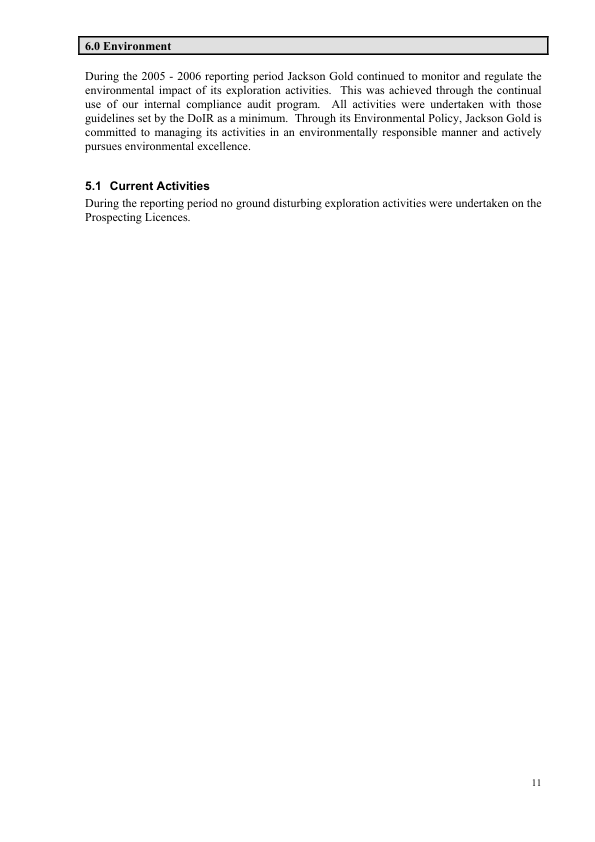 6.0 Environment
During the 2005 - 2006 reporting period Jackson Gold continued to monitor and regulate the
environmental impact of its exploration activities.  This was achieved through the continual
use of our internal compliance audit program.  All activities were undertaken with those
guidelines set by the DoIR as a minimum.  Through its Environmental Policy, Jackson Gold is
committed to managing its activities in an environmentally responsible manner and actively
pursues environmental excellence.
5.1 Current Activities
During the reporting period no ground disturbing exploration activities were undertaken on the
Prospecting Licences.
11